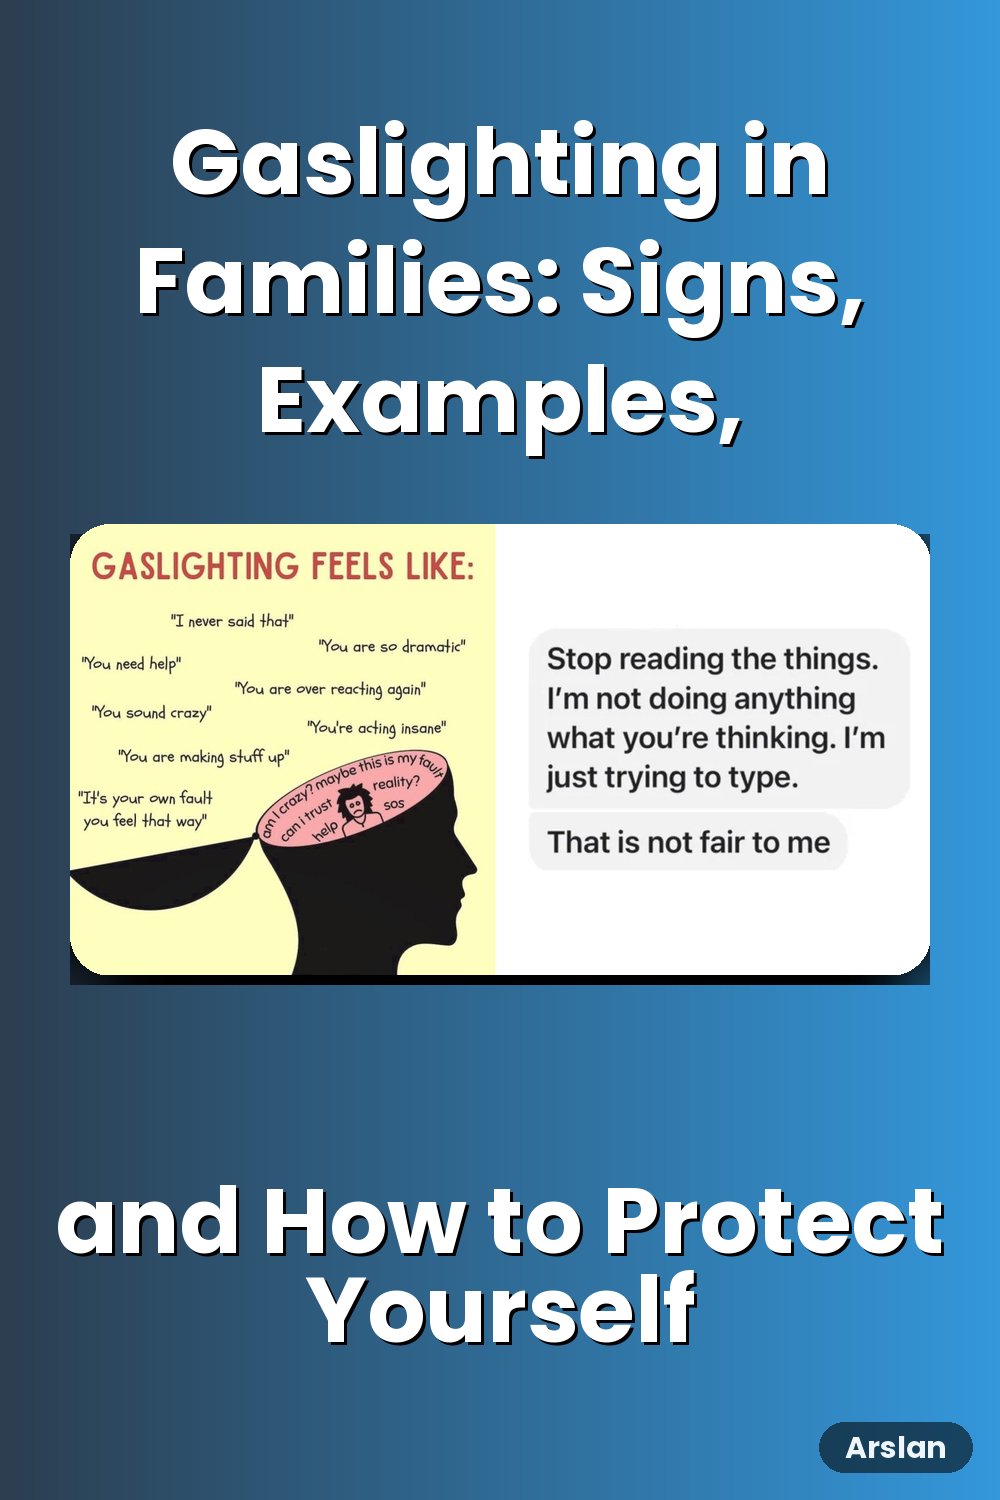 Gaslighting in
Families: Signs,
Examples,
GASLIGHTING FEELS LIKE:
"I never said that"
"You are so dramatic"
"You need help"
"You are over reacting again"
"You sound crazy"
"You're acting insane"
"You are making stuff up"
"It's your own fault
you feel that way"
am I crazy? maybe this is my fault
can i trust reality?
help sos
Stop reading the things.
I'm not doing anything
what you're thinking. I'm
just trying to type.
That is not fair to me
and How to Protect
Yourself
Arslan